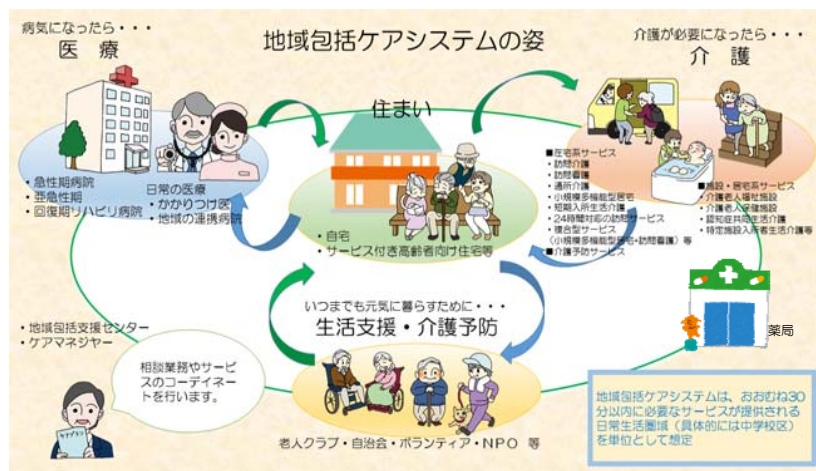 地域包括ケアシステムの姿
病気になったら・・・
医　療
・急性期病院
・亜急性期
・回復期リハビリ病院
日常の医療
・かかりつけ医
・地域の連携病院
住まい
・自宅
・サービス付き高齢者向け住宅等
介護が必要になったら・・・
介　護
■在宅系サービス
・訪問介護
・訪問看護
・通所介護
・小規模多機能型居宅
・短期入所生活介護
・24時間対応の訪問サービス
・複合型サービス
（小規模多機能型居宅+訪問看護）等
■介護予防サービス
■施設・居宅系サービス
・介護老人福祉施設
・介護老人保健施設
・認知症共同生活介護
・特定施設入所者生活介護等
薬局
いつまでも元気に暮らすために・・・
生活支援・介護予防
老人クラブ・自治会・ボランティア・ＮＰＯ 等
・地域包括支援センター
・ケアマネジャー
相談業務やサービ
スのコーディネー
トを行います。
ケアプラン
地域包括ケアシステムは、おおむね30
分以内に必要なサービスが提供される
日常生活圏域（具体的には中学校区）
を単位として想定